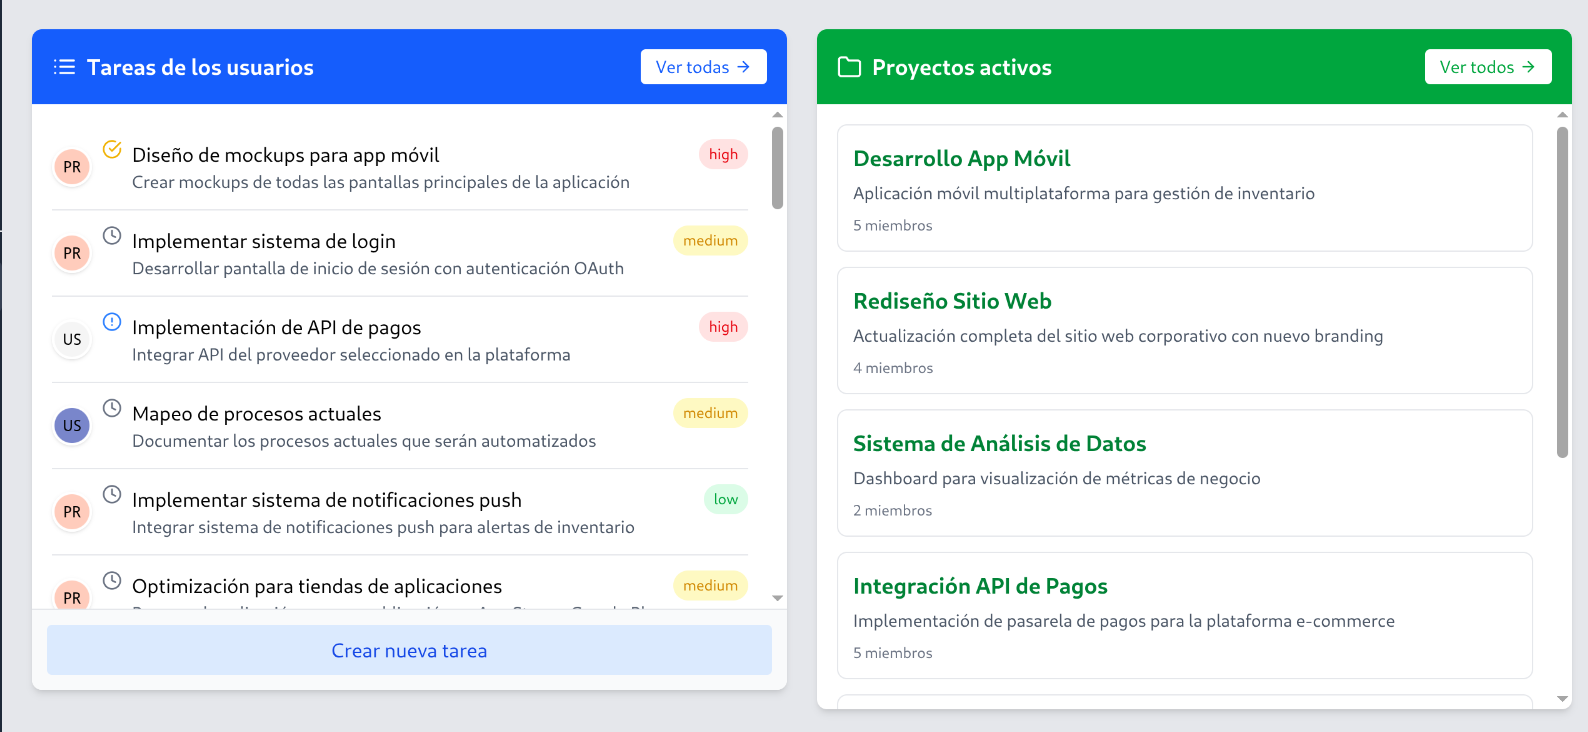 Tareas de los usuarios
Ver todas →
PR
Diseño de mockups para app móvil
high
Crear mockups de todas las pantallas principales de la aplicación
PR
Implementar sistema de login
medium
Desarrollar pantalla de inicio de sesión con autenticación OAuth
US
Implementación de API de pagos
high
Integrar API del proveedor seleccionado en la plataforma
US
Mapeo de procesos actuales
medium
Documentar los procesos actuales que serán automatizados
PR
Implementar sistema de notificaciones push
low
Integrar sistema de notificaciones push para alertas de inventario
PR
Optimización para tiendas de aplicaciones
medium
Crear nueva tarea
Proyectos activos
Ver todos →
Desarrollo App Móvil
Aplicación móvil multiplataforma para gestión de inventario
5 miembros
Rediseño Sitio Web
Actualización completa del sitio web corporativo con nuevo branding
4 miembros
Sistema de Análisis de Datos
Dashboard para visualización de métricas de negocio
2 miembros
Integración API de Pagos
Implementación de pasarela de pagos para la plataforma e-commerce
5 miembros